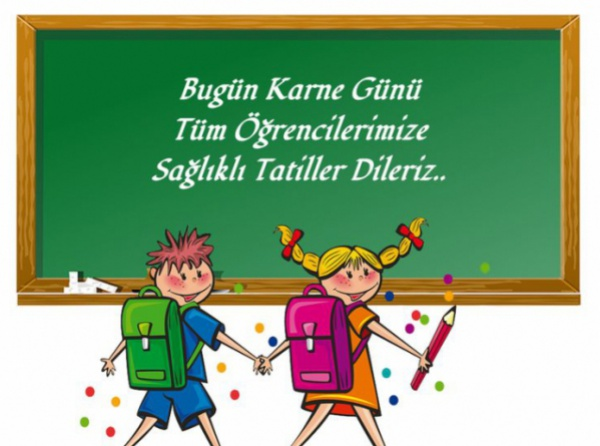 Bugün Karne Günü
Tüm Öğrencilerimize
Sağlıklı Tatiller Dileriz..